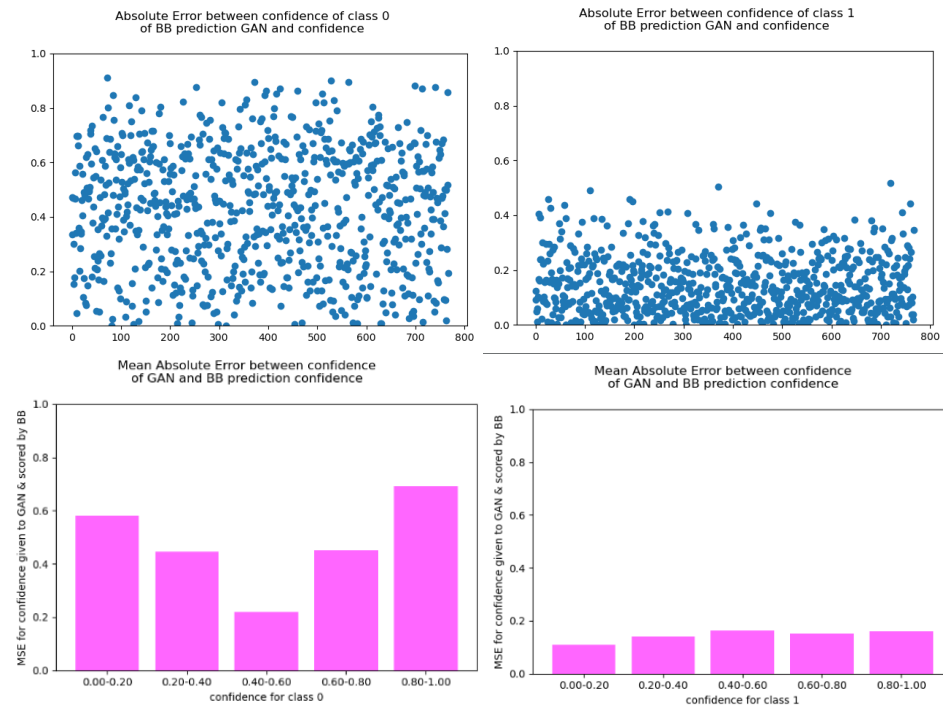 Absolute Error between confidence of class 0
of BB prediction GAN and confidence
1.0
0.8
0.6
0.4
0.2
0.0
0 100 200 300 400 500 600 700 800
Absolute Error between confidence of class 1
of BB prediction GAN and confidence
1.0
0.8
0.6
0.4
0.2
0.0
0 100 200 300 400 500 600 700 800
Mean Absolute Error between confidence
of GAN and BB prediction confidence
MSE for confidence given to GAN & scored by BB
1.0
0.8
0.6
0.4
0.2
0.0
0.00-0.20 0.20-0.40 0.40-0.60 0.60-0.80 0.80-1.00
confidence for class 0
Mean Absolute Error between confidence
of GAN and BB prediction confidence
MSE for confidence given to GAN & scored by BB
1.0
0.8
0.6
0.4
0.2
0.0
0.00-0.20 0.20-0.40 0.40-0.60 0.60-0.80 0.80-1.00
confidence for class 1